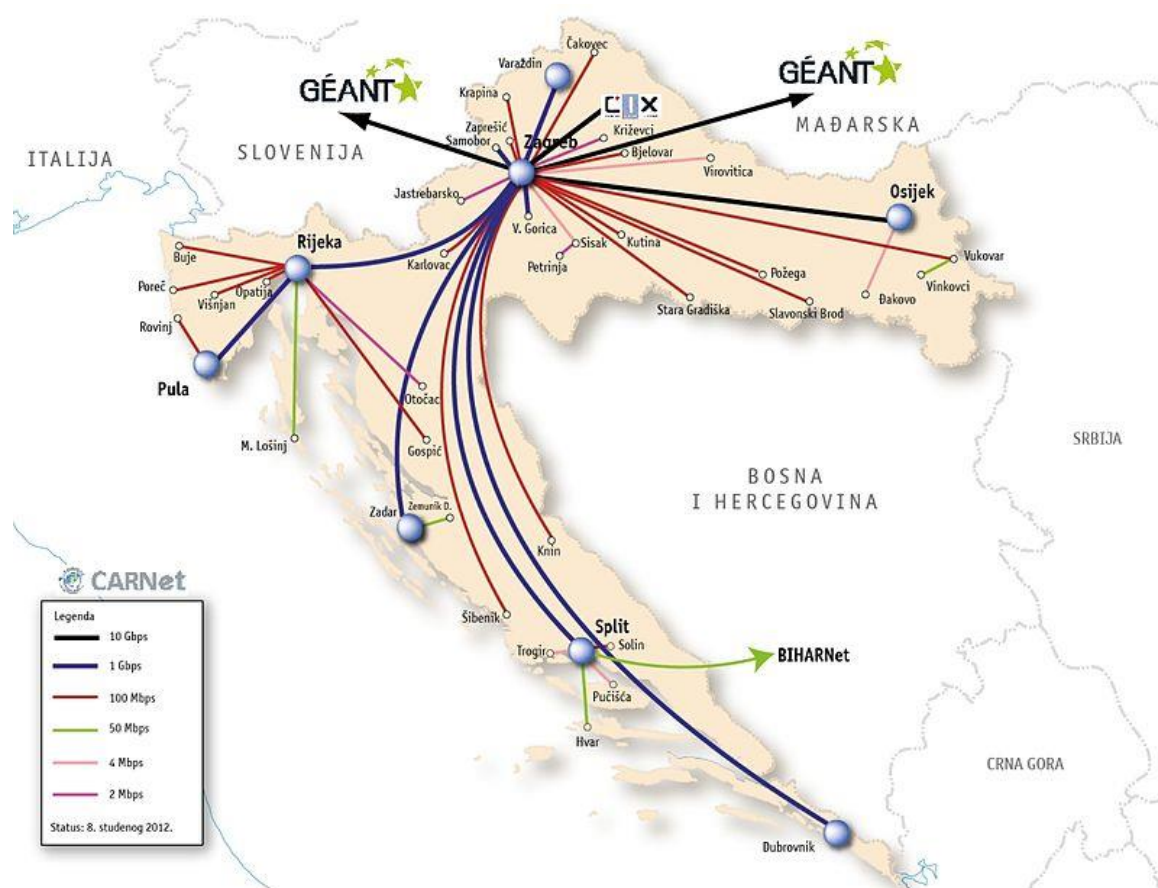 Čakovec
Varaždin
GÉANT
GÉANT
Krapina
CIX
MAĐARSKA
Zaprešić
Križevci
Samobor
Zagreb
Bjelovar
SLOVENIJA
ITALIJA
Virovitica
Jastrebarsko
Osijek
V. Gorica
Rijeka
Sisak
Kutina
Buje
Karlovac
Petrinja
Vukovar
Požega
Vinkovci
Poreč
Opatija
Višnjan
Đakovo
Stara Gradiška
Slavonski Brod
Rovinj
Pula
Otočac
M. Lošinj
Gospić
SRBIJA
BOSNA
I HERCEGOVINA
Zadar
Zemunik D.
Knin
CARNet
Legenda
10 Gbps
1 Gbps
100 Mbps
50 Mbps
4 Mbps
2 Mbps
Status: 8. studenog 2012.
Šibenik
Split
Trogir
Solin
BIHARNet
Pučišća
Hvar
CRNA GORA
Dubrovnik